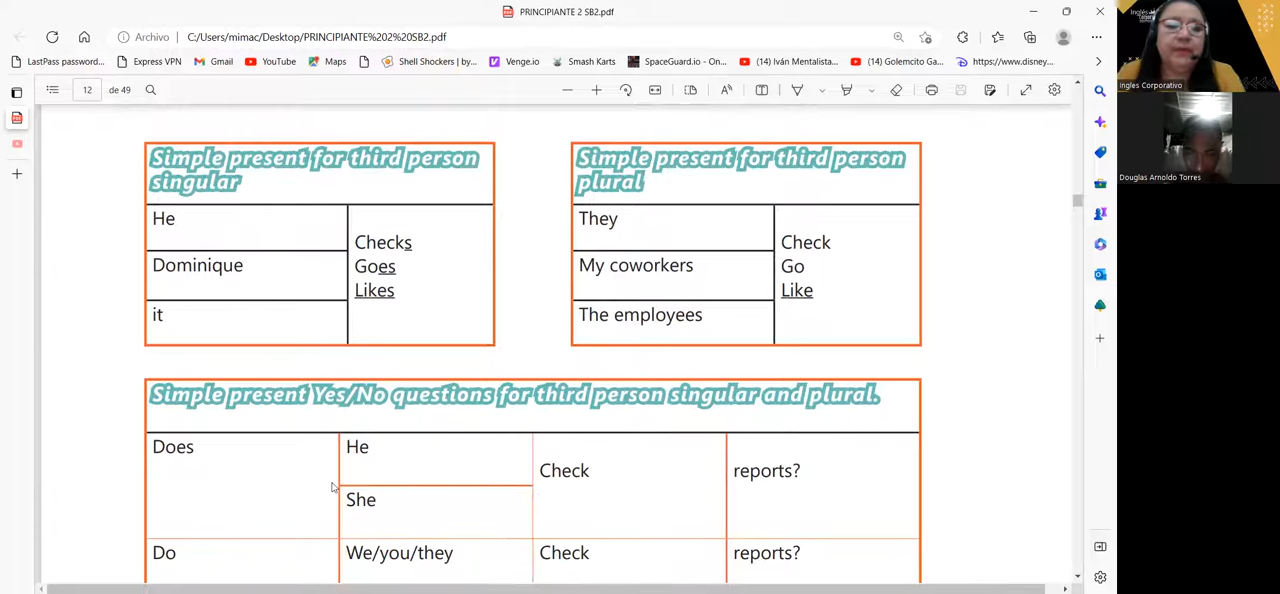 PRINCIPIANTE 2 SB2.pdf
Archivo C:/Users/mimac/Desktop/PRINCIPIANTE%202%20SB2.pdf
LastPass password... Express VPN Gmail YouTube Maps Shell Shockers | by... Venge.io Smash Karts SpaceGuard.io - On... (14) Iván Mentalista... (14) Golemcito Ga... https://www.disney...
12 de 49
Simple present for third person
singular
He
Dominique
it
Checks
Goes
Likes
Simple present for third person
plural
They
My coworkers
The employees
Check
Go
Like
Simple present Yes/No questions for third person singular and plural.
Does He Check reports?
She
Do We/you/they Check reports?
Ingles Corporativo
Douglas Arnoldo Torres